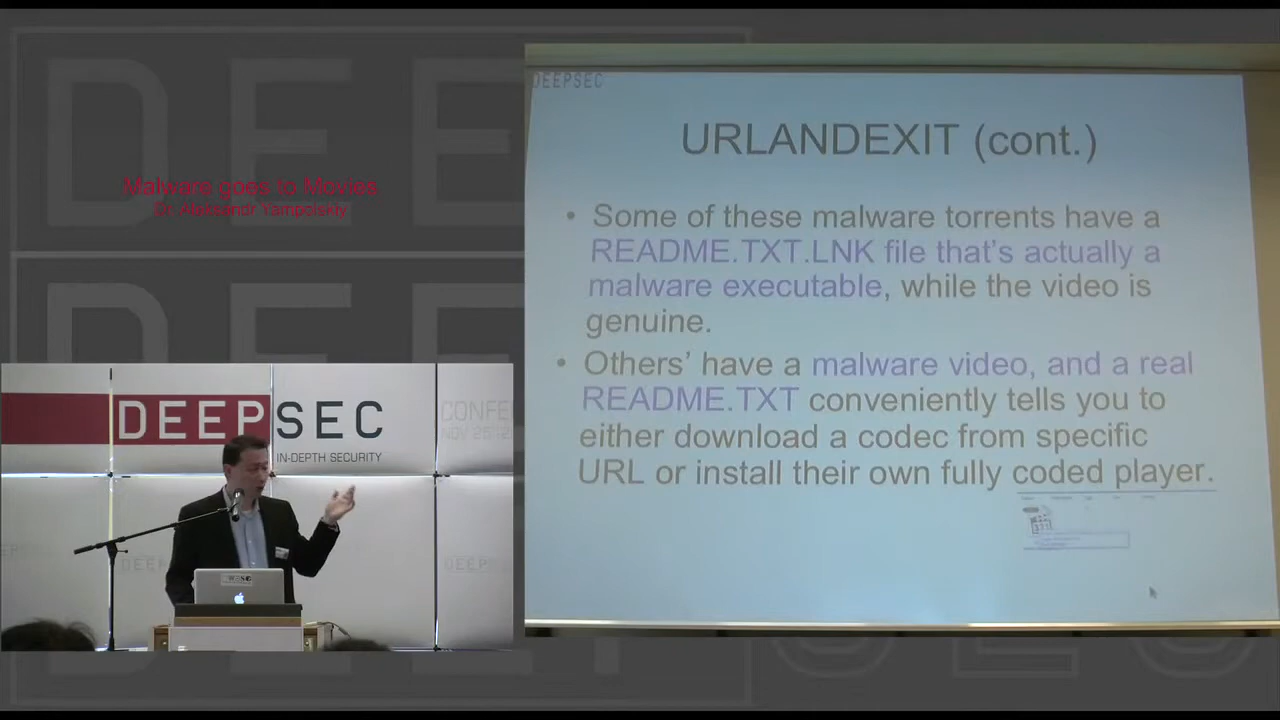 DEE
Malware goes to Movies
Dr. Aleksandr Yampolskiy
DEEPSEC
IN-DEPTH SECURITY
CONFE
NOV 25
DEEPSEC
URLANDEXIT (cont.)
• Some of these malware torrents have a
README.TXT.LNK file that's actually a
malware executable, while the video is
genuine.
• Others' have a malware video, and a real
README.TXT conveniently tells you to
either download a codec from specific
URL or install their own fully coded player.